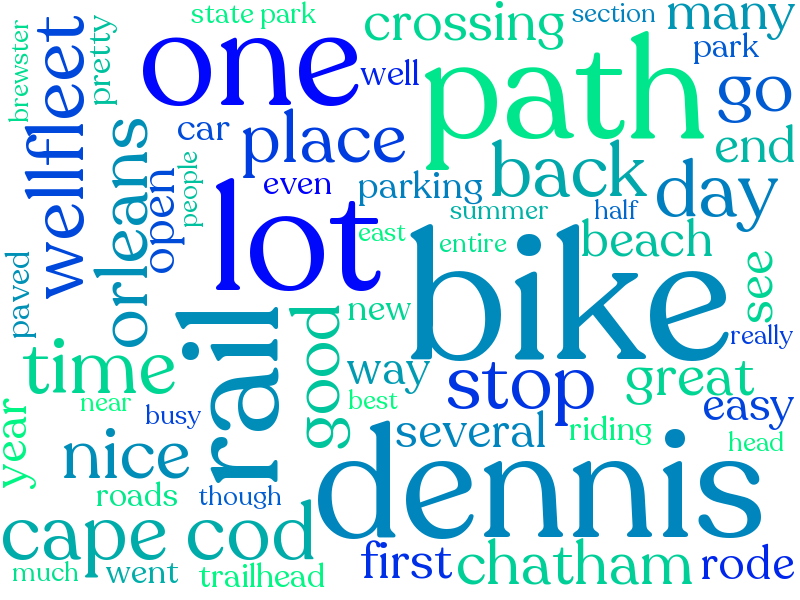 state park
crossing
section
many
brewster
pretty
wellfleet
one
well
path
park
go
orleans
car
place
end
people
open
even
parking
back
day
lot
summer
half
east
entire
beach
bike
see
paved
rail
good
new
really
time
way
stop
great
near
best
easy
year
busy
nice
several
riding
head
dennis
roads
though
cape cod
first
chatham
rode
much
went
trailhead